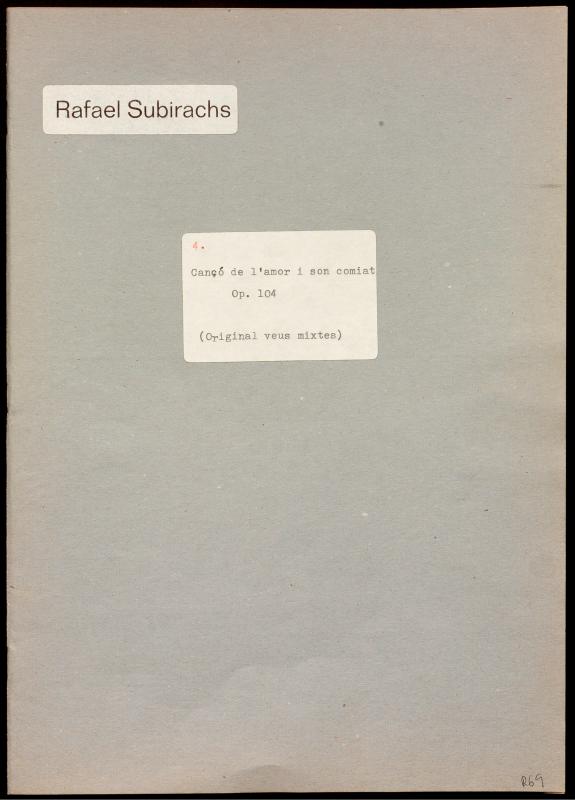 Rafael Subirachs
4.
Cançó de l'amor i son comiat
Op. 104
(Original veus mixtes)
R69